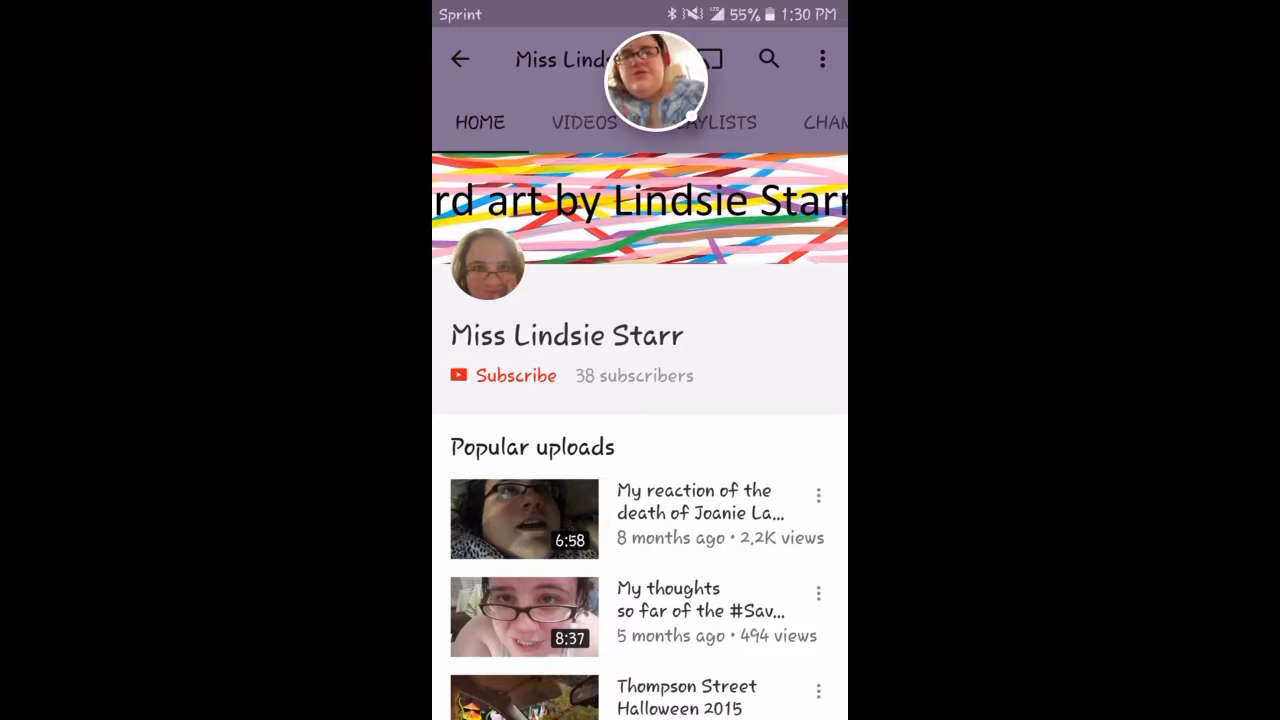 Sprint 55% 1:30 PM
Miss Linds
HOME VIDEOS AYLISTS CHAN
rd art by Lindsie Starr
Miss Lindsie Starr
Subscribe 38 subscribers
Popular uploads
My reaction of the
death of Joanie La...
8 months ago • 2.2K views
6:58
My thoughts
so far of the #Sav...
5 months ago • 494 views
8:37
Thompson Street
Halloween 2015